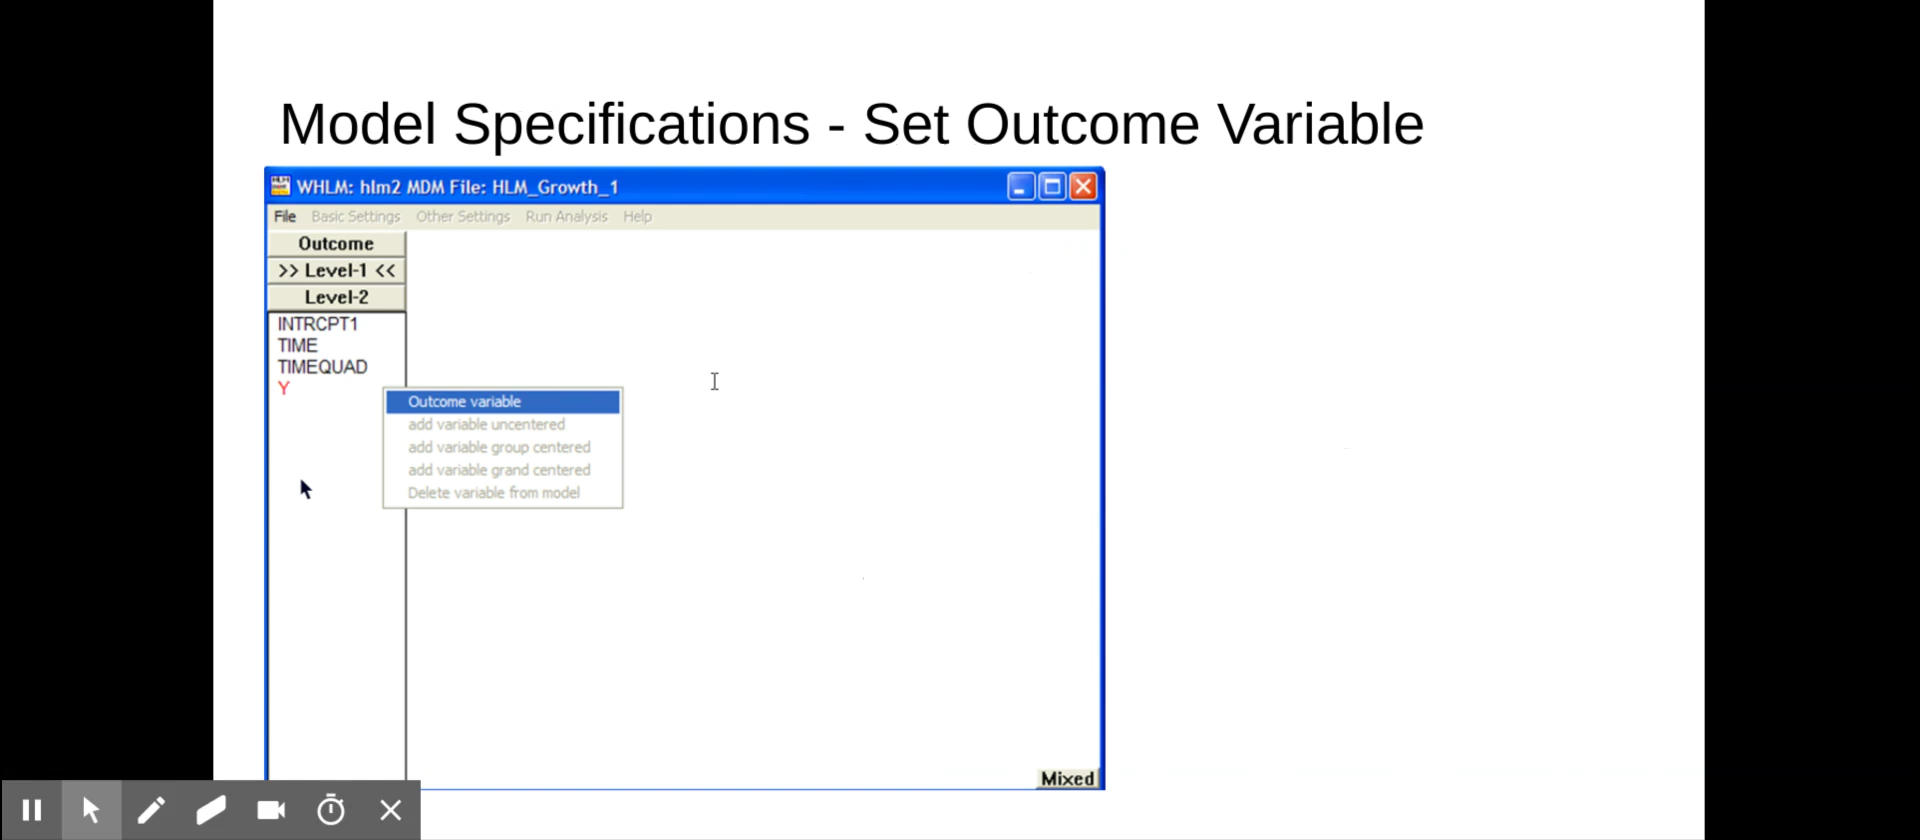 Model Specifications - Set Outcome Variable
WHLM: hlm2 MDM File: HLM_Growth_1
File Basic Settings Other Settings Run Analysis Help
Outcome
>> Level-1 <<
Level-2
INTRCPT1
TIME
TIMEQUAD
Y
Outcome variable
add variable uncentered
add variable group centered
add variable grand centered
Delete variable from model
Mixed